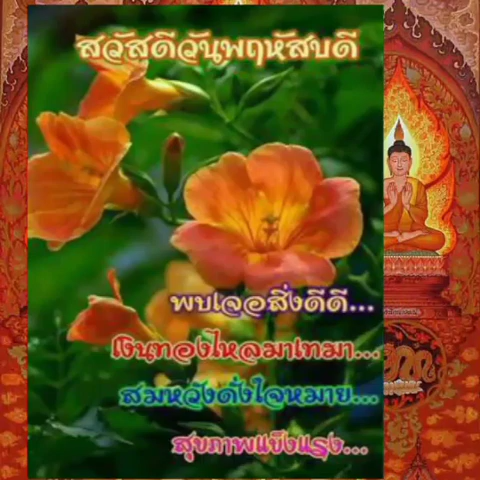 สวัสดีวันพฤหัสบดี
พบเจอสิ่งดีดี...
เงินทองไหลมาเทมา...
สมหวังดั่งใจหมาย...
สุขภาพแข็งแรง...